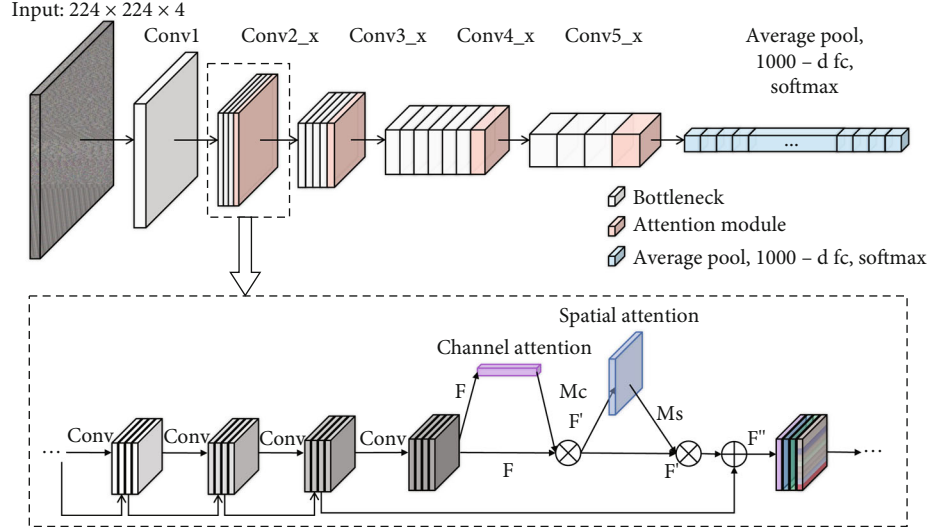 Input: 224 × 224 × 4
Conv1
Conv2_x
Conv3_x
Conv4_x
Conv5_x
Average pool,
1000 – d fc,
softmax
...
Bottleneck
Attention module
Average pool, 1000 – d fc, softmax
Spatial attention
Channel attention
F
Mc
F'
Ms
...
Conv
Conv
Conv
Conv
F
F'
F"
...